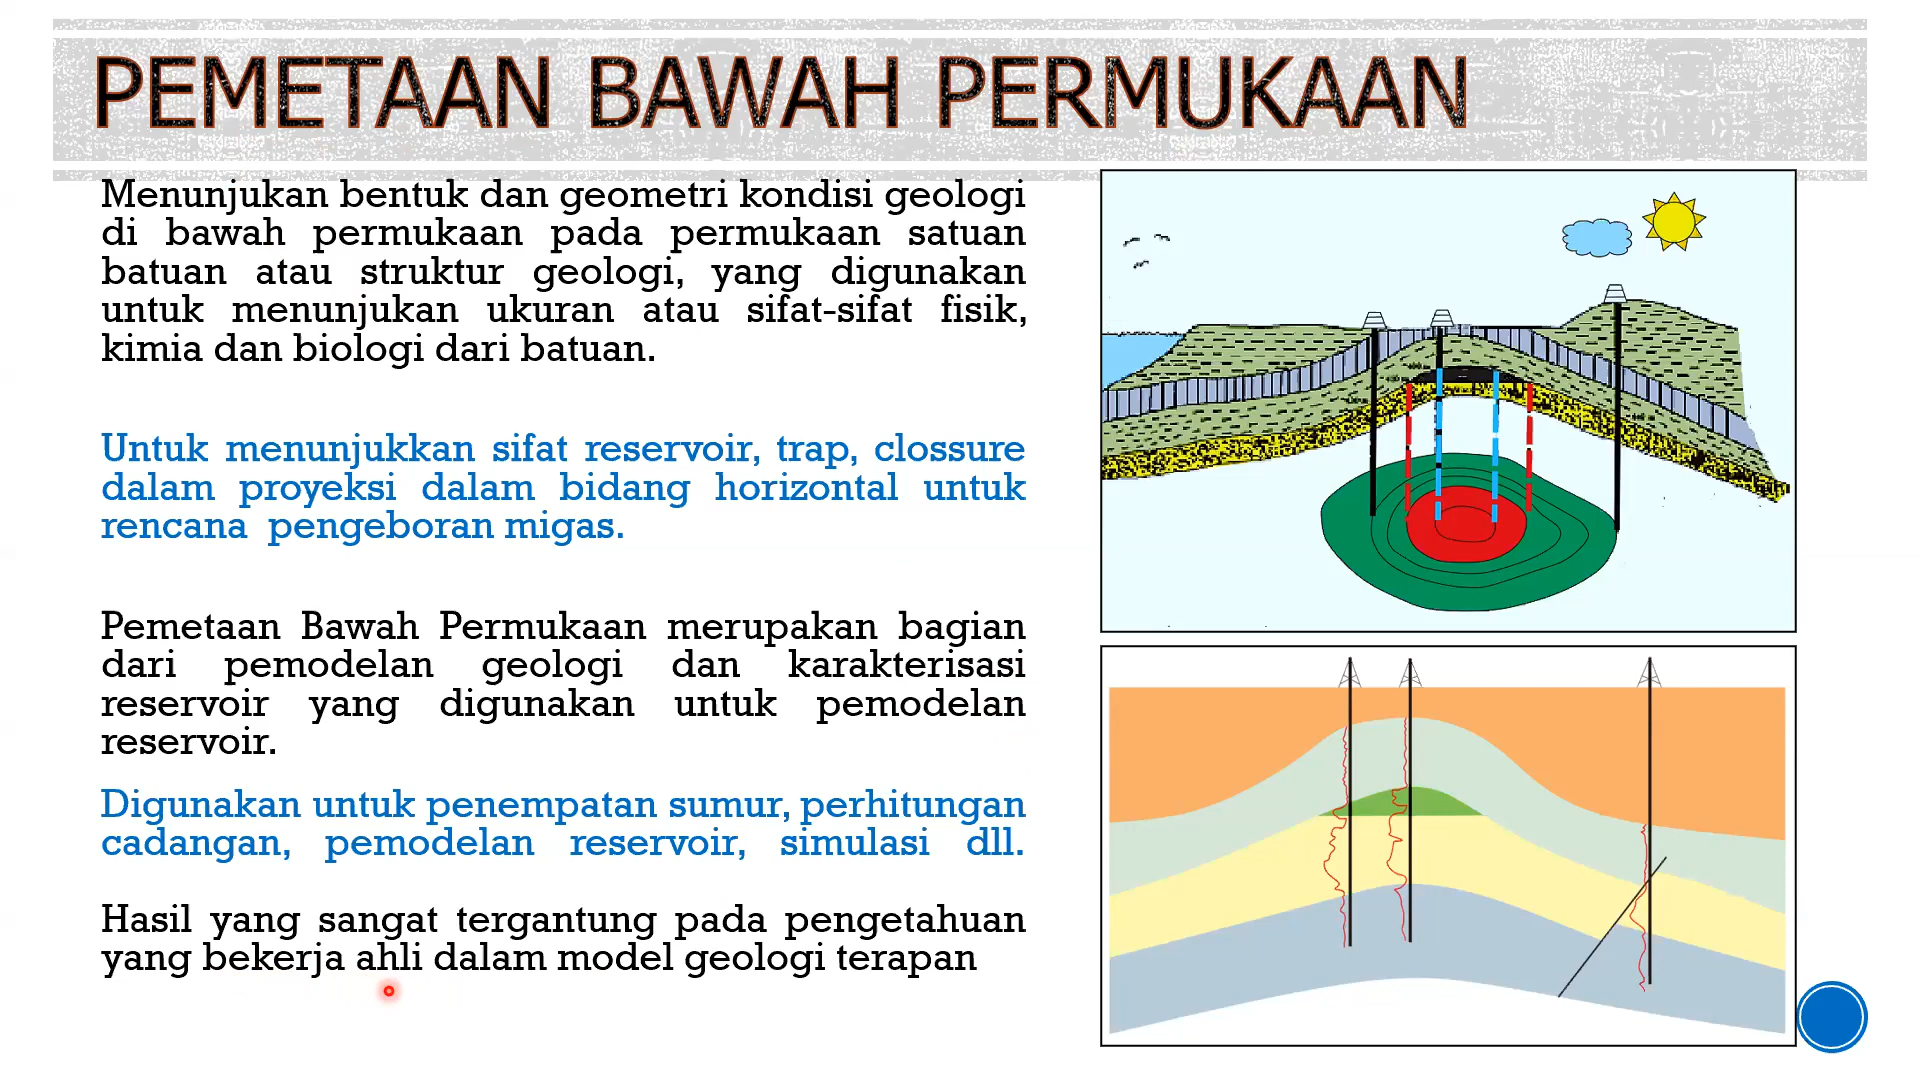 PEMETAAN BAWAH PERMUKAAN
Menunjukan bentuk dan geometri kondisi geologi
di bawah permukaan pada permukaan satuan
batuan atau struktur geologi, yang digunakan
untuk menunjukan ukuran atau sifat-sifat fisik,
kimia dan biologi dari batuan.
Untuk menunjukkan sifat reservoir, trap, clossure
dalam proyeksi dalam bidang horizontal untuk
rencana pengeboran migas.
Pemetaan Bawah Permukaan merupakan bagian
dari pemodelan geologi dan karakterisasi
reservoir yang digunakan untuk pemodelan
reservoir.
Digunakan untuk penempatan sumur, perhitungan
cadangan, pemodelan reservoir, simulasi dll.
Hasil yang sangat tergantung pada pengetahuan
yang bekerja ahli dalam model geologi terapan